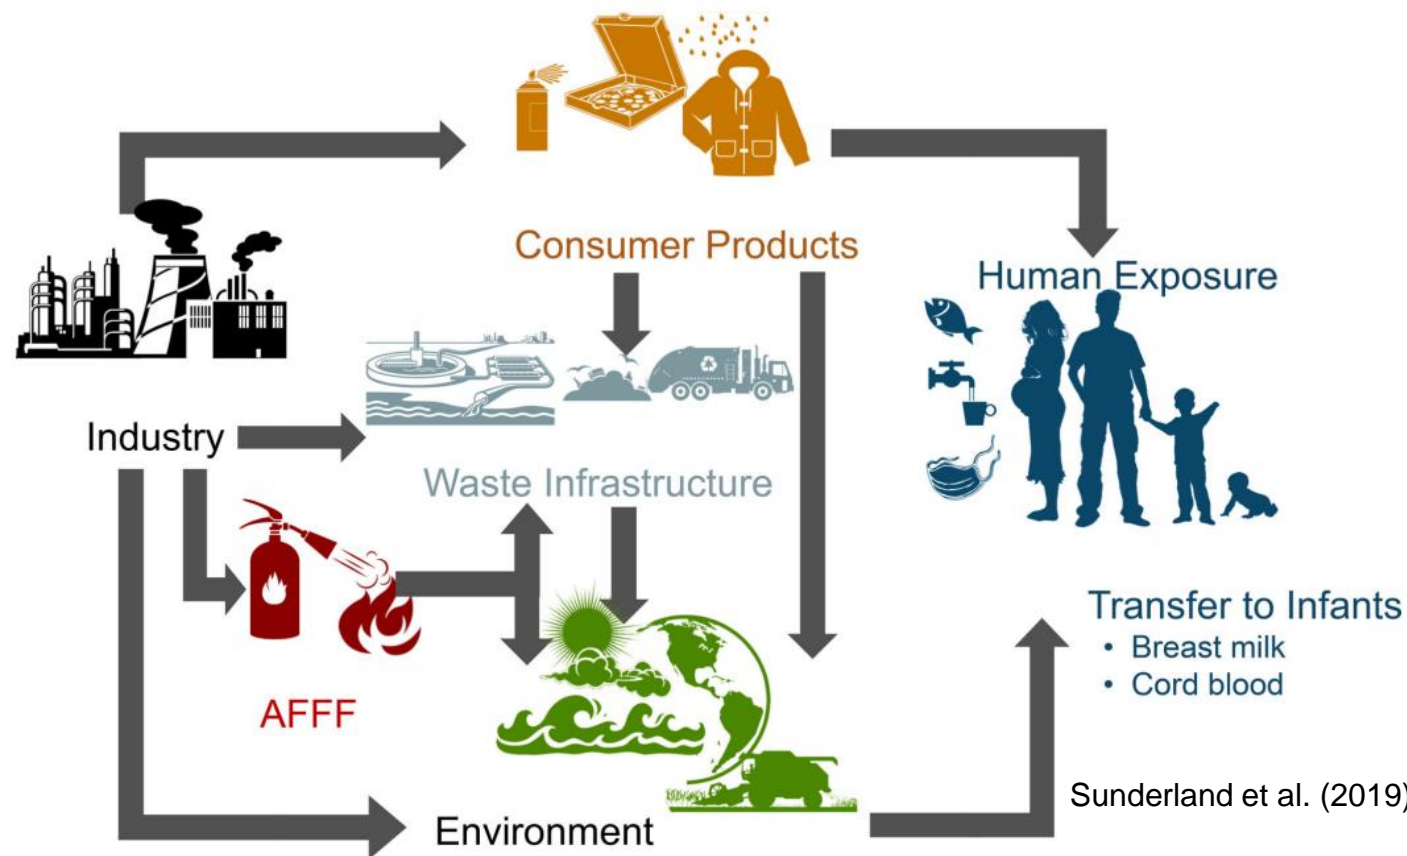 Consumer Products
Human Exposure
Industry
Waste Infrastructure
AFFF
Transfer to Infants
• Breast milk
• Cord blood
Sunderland et al. (2019)
Environment